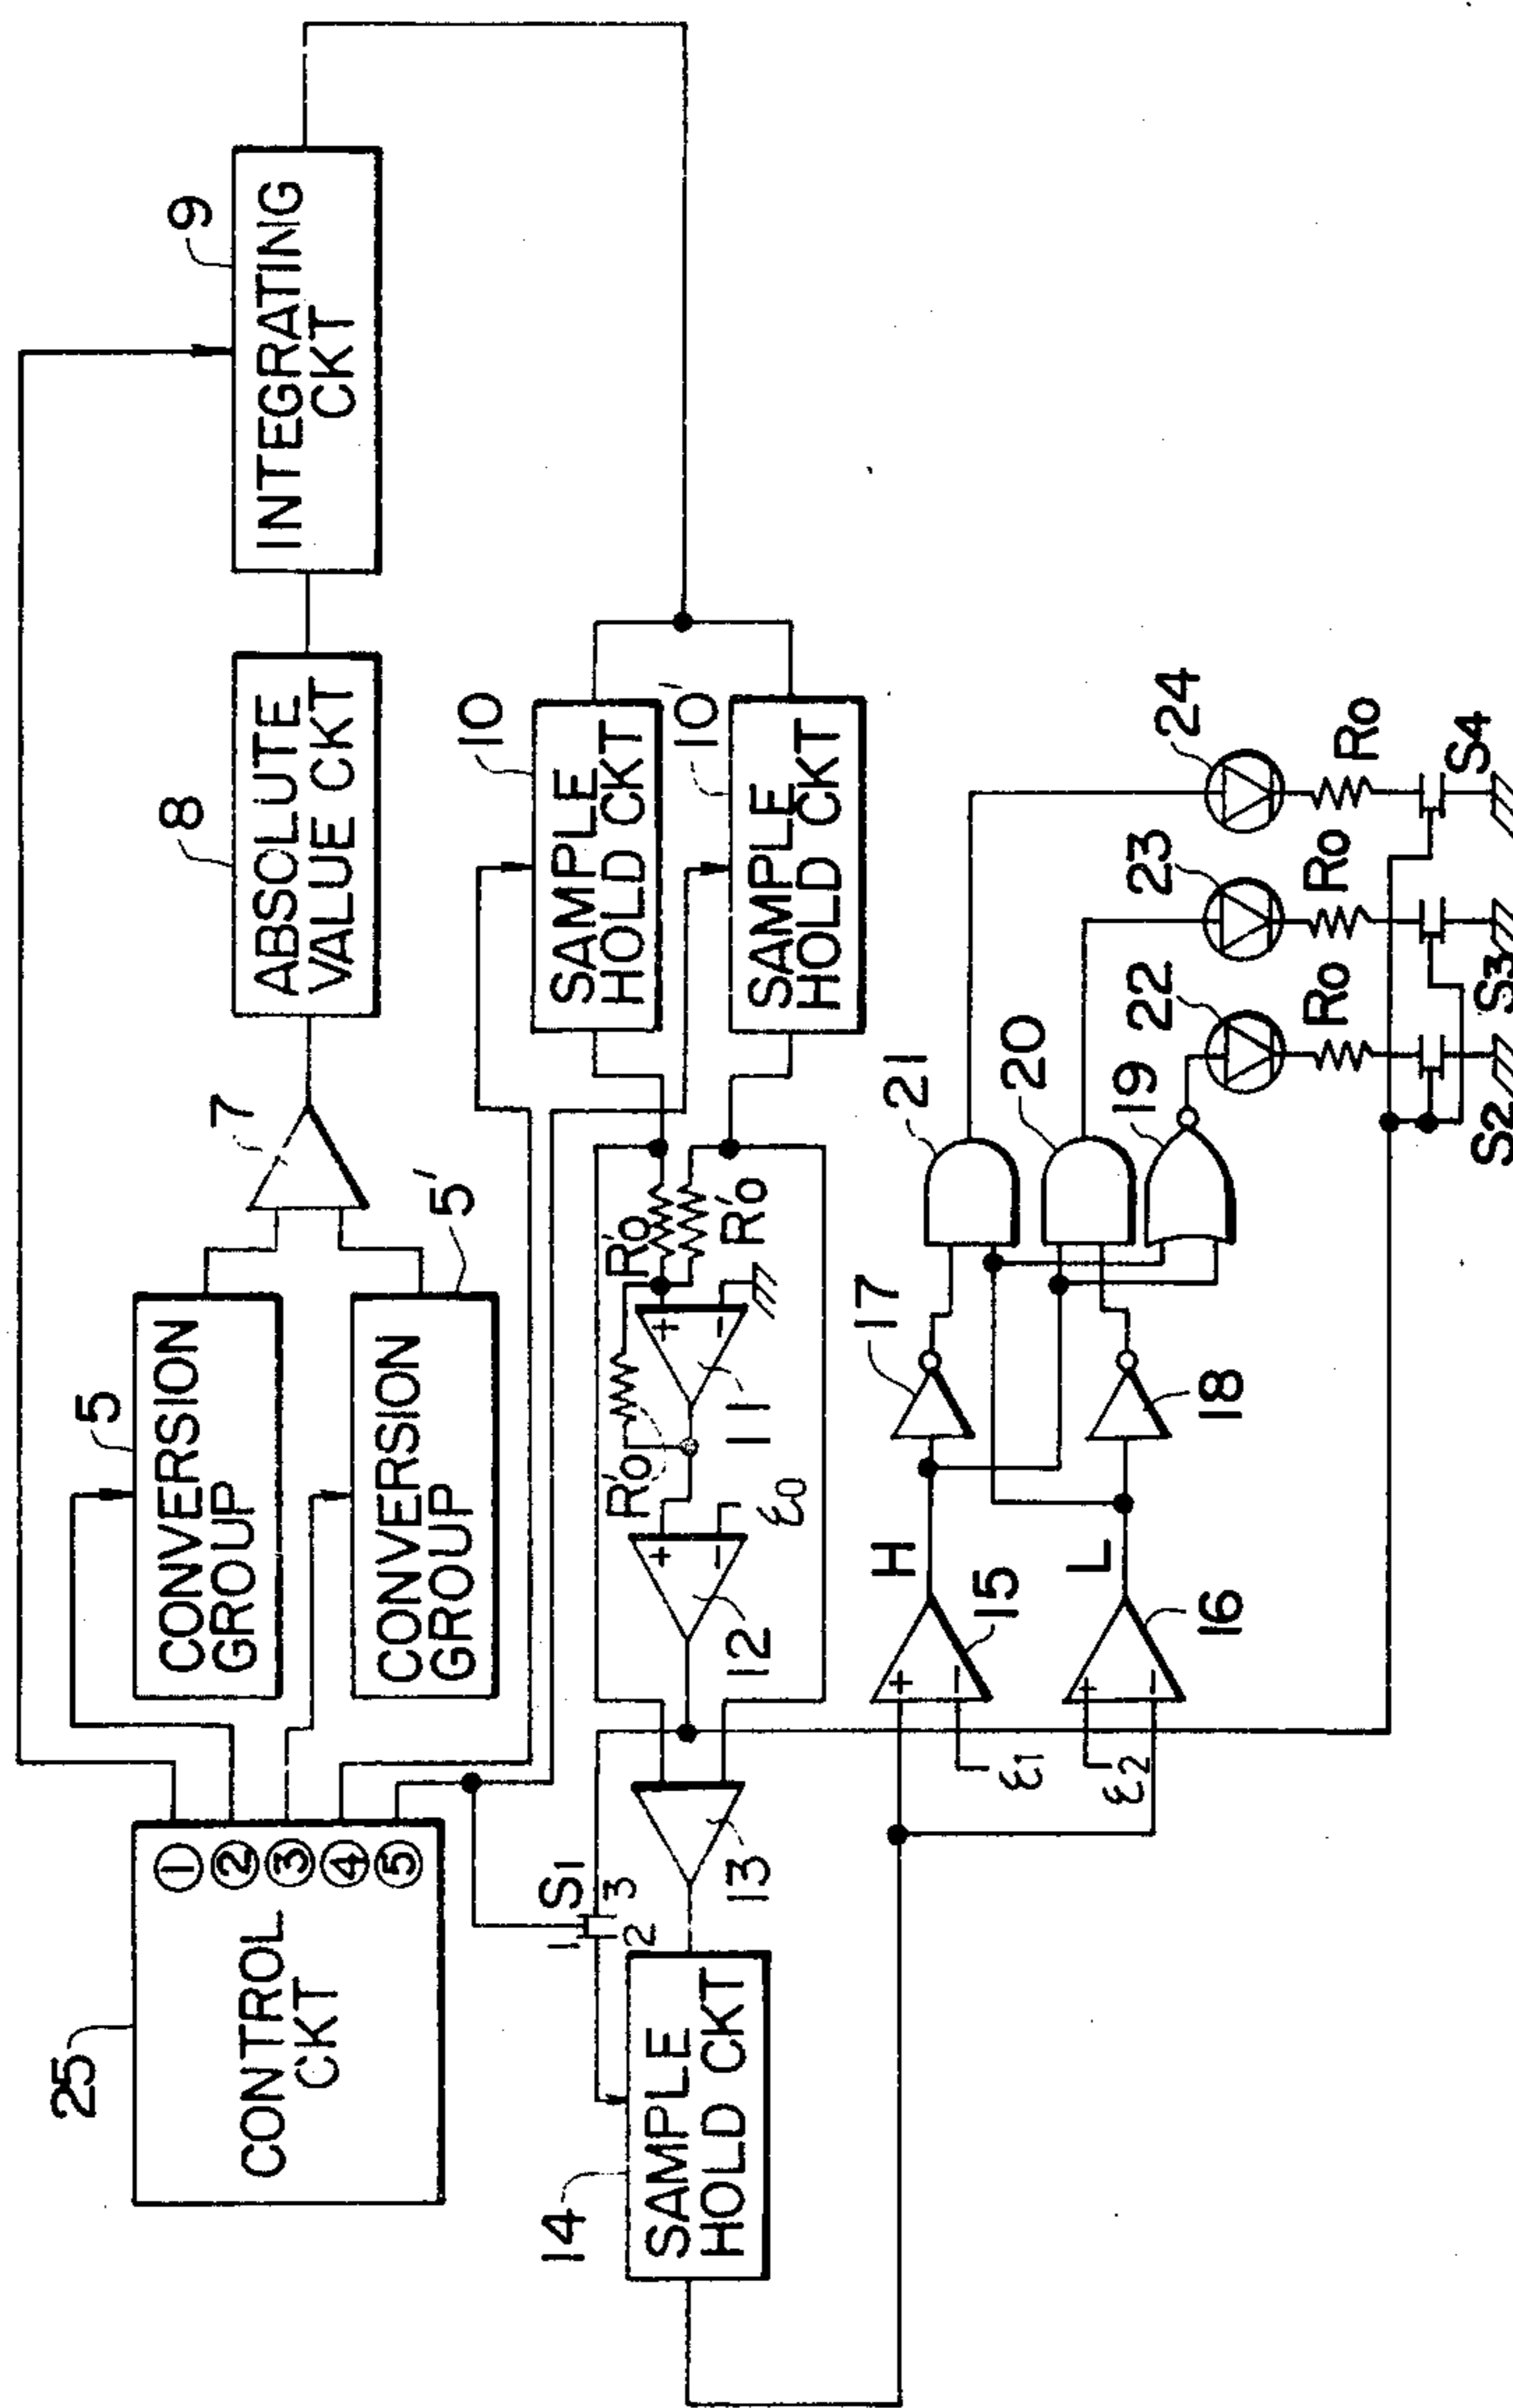 25
CONTROL
CKT
①
②
③
④
⑤
5
CONVERSION
GROUP
5'
CONVERSION
GROUP
7
8
ABSOLUTE
VALUE CKT
9
INTEGRATING
CKT
14
SAMPLE
HOLD CKT
S1
1
2
3
13
12
+
−
ε0
R'o
11
+
−
R'o
R'o
10
SAMPLE
HOLD CKT
10'
SAMPLE
HOLD CKT
15
+
−
ε1
H
16
+
−
ε2
L
17
18
21
20
19
22
23
24
Ro
Ro
Ro
S2
S3
S4